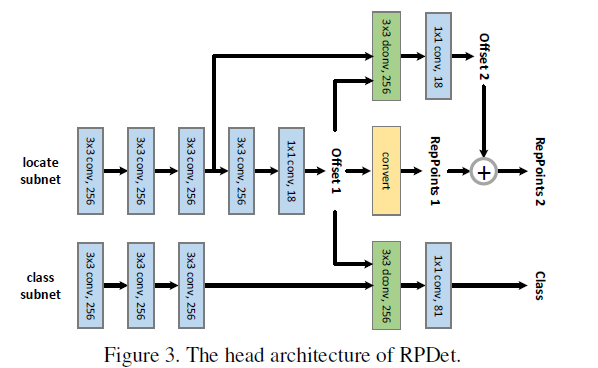 3x3 dconv, 256
1x1 conv, 18
Offset 2
locate
subnet
3x3 conv, 256
3x3 conv, 256
3x3 conv, 256
3x3 conv, 256
1x1 conv, 18
Offset 1
convert
RepPoints 1
+
RepPoints 2
class
subnet
3x3 conv, 256
3x3 conv, 256
3x3 conv, 256
3x3 dconv, 256
1x1 conv, 81
Class
Figure 3. The head architecture of RPDet.